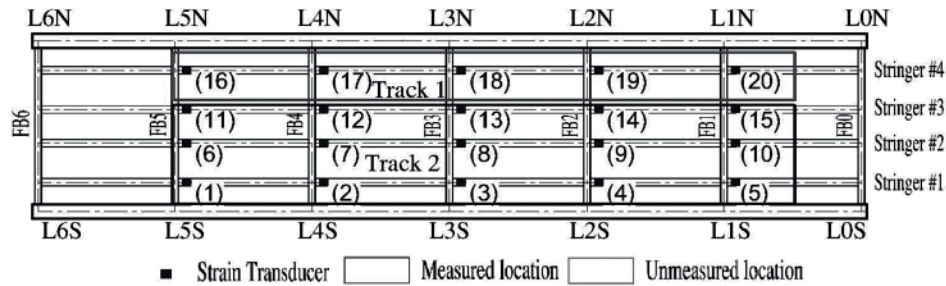 L6N L5N L4N L3N L2N L1N L0N
(16) (17) Track 1 (18) (19) (20) Stringer #4
FB6 FB5 FB4 FB3 FB2 FB1 FB0
(11) (12) (13) (14) (15) Stringer #3
(6) (7) Track 2 (8) (9) (10) Stringer #2
(1) (2) (3) (4) (5) Stringer #1
L6S L5S L4S L3S L2S L1S L0S
Strain Transducer Measured location Unmeasured location